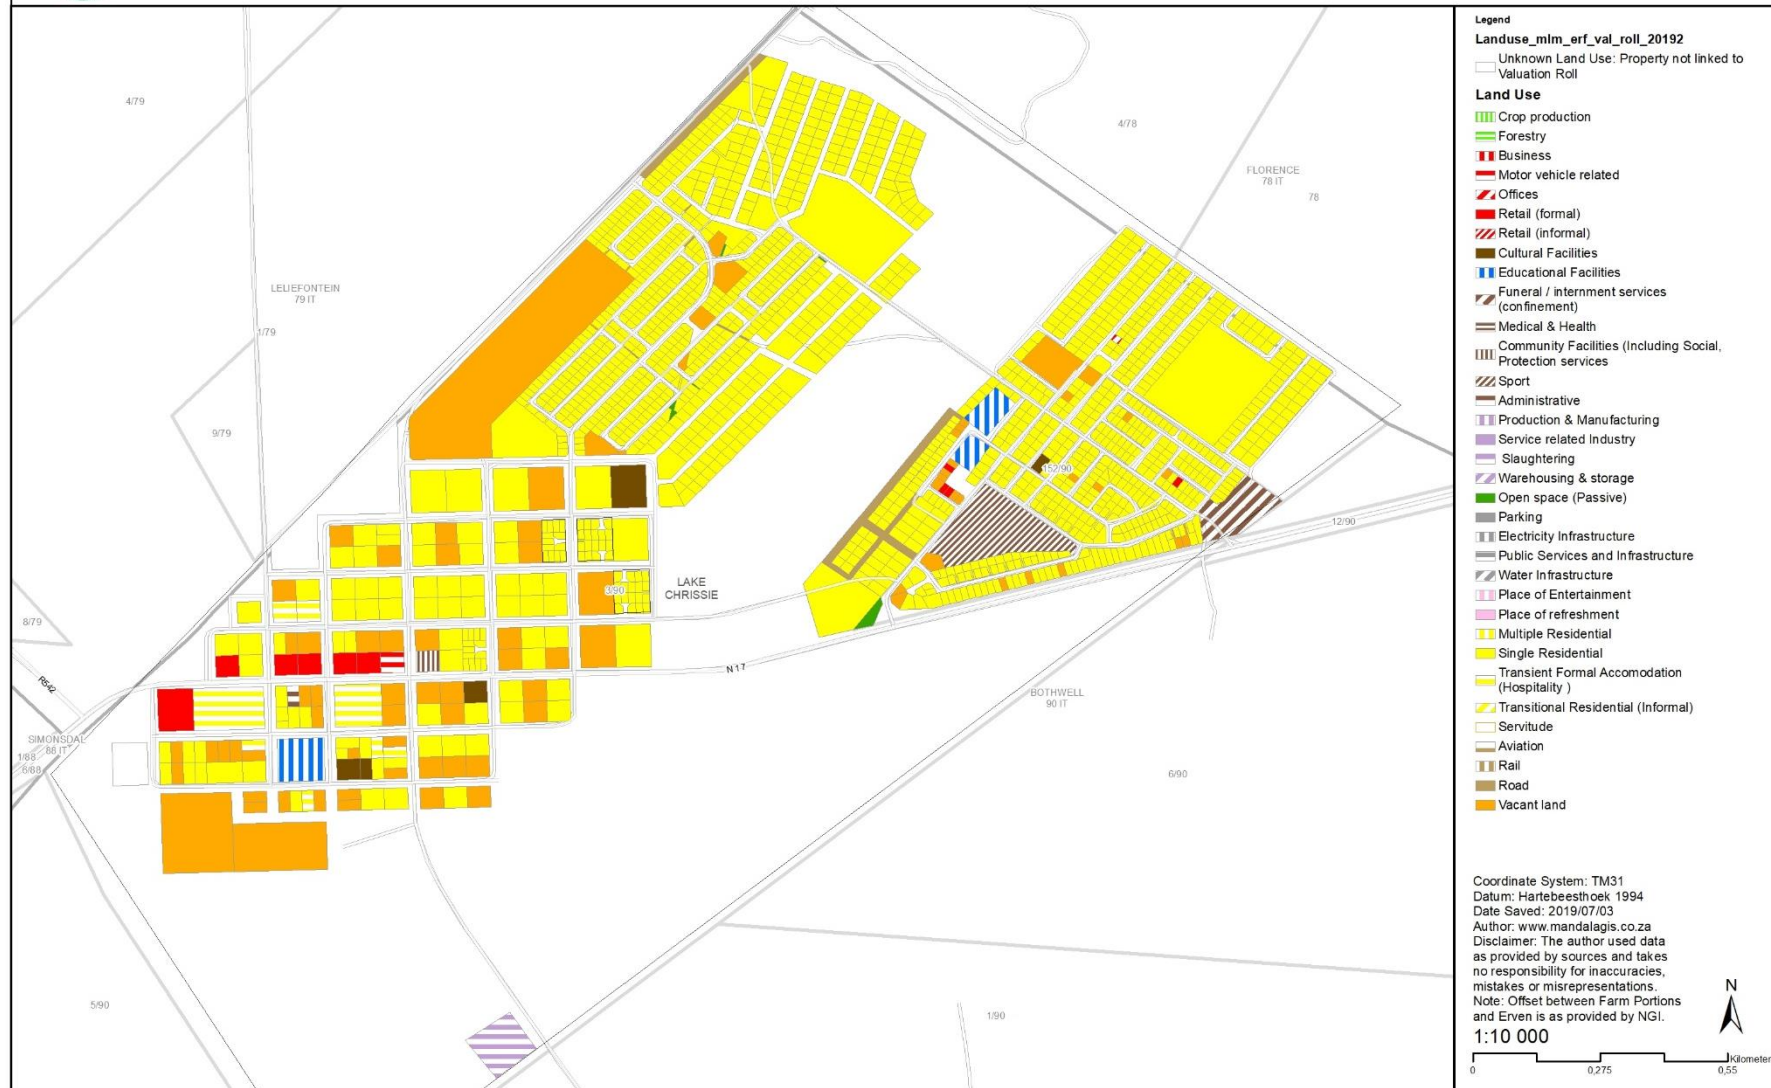 4/79
4/78
FLORENCE
78 IT
78
LELIEFONTEIN
79 IT
1/79
9/79
152/90
12/90
LAKE
CHRISSIE
3/90
8/79
R542
N 17
BOTHWELL
90 IT
SIMONSDAL
88 IT
1/88
6/88
6/90
5/90
1/90
Legend
Landuse_mlm_erf_val_roll_20192
Unknown Land Use: Property not linked to
Valuation Roll
Land Use
Crop production
Forestry
Business
Motor vehicle related
Offices
Retail (formal)
Retail (informal)
Cultural Facilities
Educational Facilities
Funeral / internment services
(confinement)
Medical & Health
Community Facilities (Including Social,
Protection services
Sport
Administrative
Production & Manufacturing
Service related Industry
Slaughtering
Warehousing & storage
Open space (Passive)
Parking
Electricity Infrastructure
Public Services and Infrastructure
Water Infrastructure
Place of Entertainment
Place of refreshment
Multiple Residential
Single Residential
Transient Formal Accomodation
(Hospitality )
Transitional Residential (Informal)
Servitude
Aviation
Rail
Road
Vacant land
Coordinate System: TM31
Datum: Hartebeesthoek 1994
Date Saved: 2019/07/03
Author: www.mandalagis.co.za
Disclaimer: The author used data
as provided by sources and takes
no responsibility for inaccuracies,
mistakes or misrepresentations.
Note: Offset between Farm Portions
and Erven is as provided by NGI.
N
1:10 000
Kilometer
0 0,275 0,55